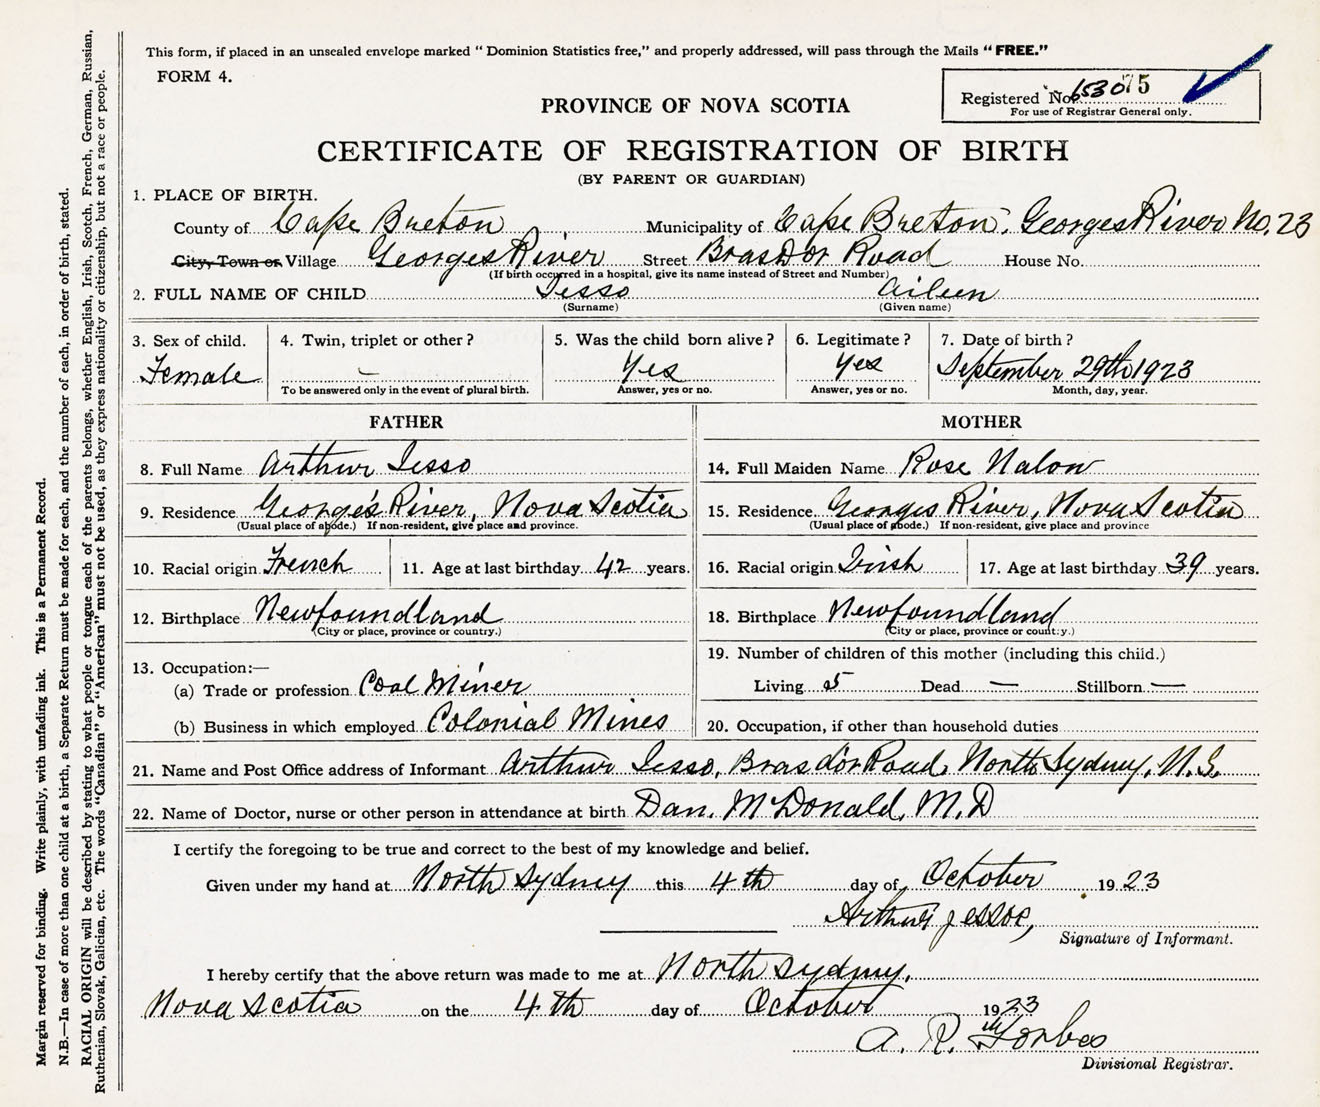 This form, if placed in an unsealed envelope marked "Dominion Statistics free," and properly addressed, will pass through the Mails "FREE."
FORM 4.
Registered No. 653075
For use of Registrar General only.
PROVINCE OF NOVA SCOTIA
CERTIFICATE OF REGISTRATION OF BIRTH
(BY PARENT OR GUARDIAN)
1. PLACE OF BIRTH.
County of Cape Breton Municipality of Cape Breton, Georges River No. 23
City, Town or Village Georges River Street Bras Dor Road House No.
(If birth occurred in a hospital, give its name instead of Street and Number)
2. FULL NAME OF CHILD Jesso Aileen
(Surname) (Given name)
3. Sex of child. 4. Twin, triplet or other? 5. Was the child born alive? 6. Legitimate? 7. Date of birth?
Female — Yes Yes September 29th 1923
To be answered only in the event of plural birth. Answer, yes or no. Answer, yes or no. Month, day, year.
FATHER
8. Full Name Arthur Jesso
9. Residence George's River, Nova Scotia
(Usual place of abode.) If non-resident, give place and province.
10. Racial origin French 11. Age at last birthday 42 years.
12. Birthplace Newfoundland
(City or place, province or country.)
13. Occupation:—
(a) Trade or profession Coal Miner
(b) Business in which employed Colonial Mines
MOTHER
14. Full Maiden Name Rose Nalow
15. Residence Georges River, Nova Scotia
(Usual place of abode.) If non-resident, give place and province
16. Racial origin Irish 17. Age at last birthday 39 years.
18. Birthplace Newfoundland
(City or place, province or country.)
19. Number of children of this mother (including this child.)
Living 5 Dead — Stillborn —
20. Occupation, if other than household duties
21. Name and Post Office address of Informant Arthur Jesso, Bras d'or Road, North Sydney, N.S.
22. Name of Doctor, nurse or other person in attendance at birth Dan. McDonald, M.D
I certify the foregoing to be true and correct to the best of my knowledge and belief.
Given under my hand at North Sydney this 4th day of October 1923
Arthur Jessoe,
Signature of Informant.
I hereby certify that the above return was made to me at North Sydney,
Nova Scotia on the 4th day of October 1923
A. R. Forbes
Divisional Registrar.
Margin reserved for binding. Write plainly, with unfading ink. This is a Permanent Record.
N.B.—In case of more than one child at a birth, a Separate Return must be made for each, and the number of each, in order of birth, stated.
RACIAL ORIGIN will be described by stating to what people or tongue each of the parents belongs, whether English, Irish, Scotch, French, German, Russian,
Ruthenian, Slovak, Galician, etc. The words "Canadian" or "American" must not be used, as they express nationality or citizenship, but not a race or people.